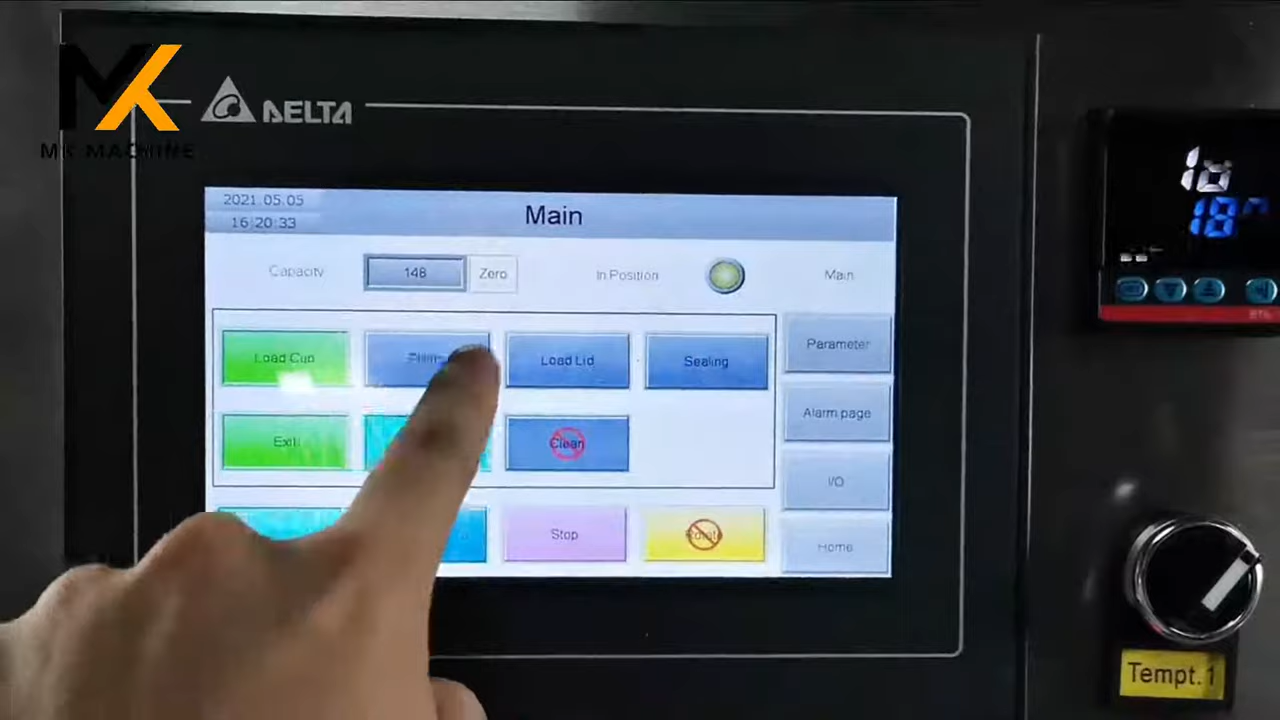 MK
MK MACHINE
DELTA
2021.05.05
16:20:33
Main
Capacity
148
Zero
In Position
Main
Load Cup
Load Lid
Sealing
Parameter
Exit
Clean
Alarm page
I/O
Stop
Home
Tempt.1